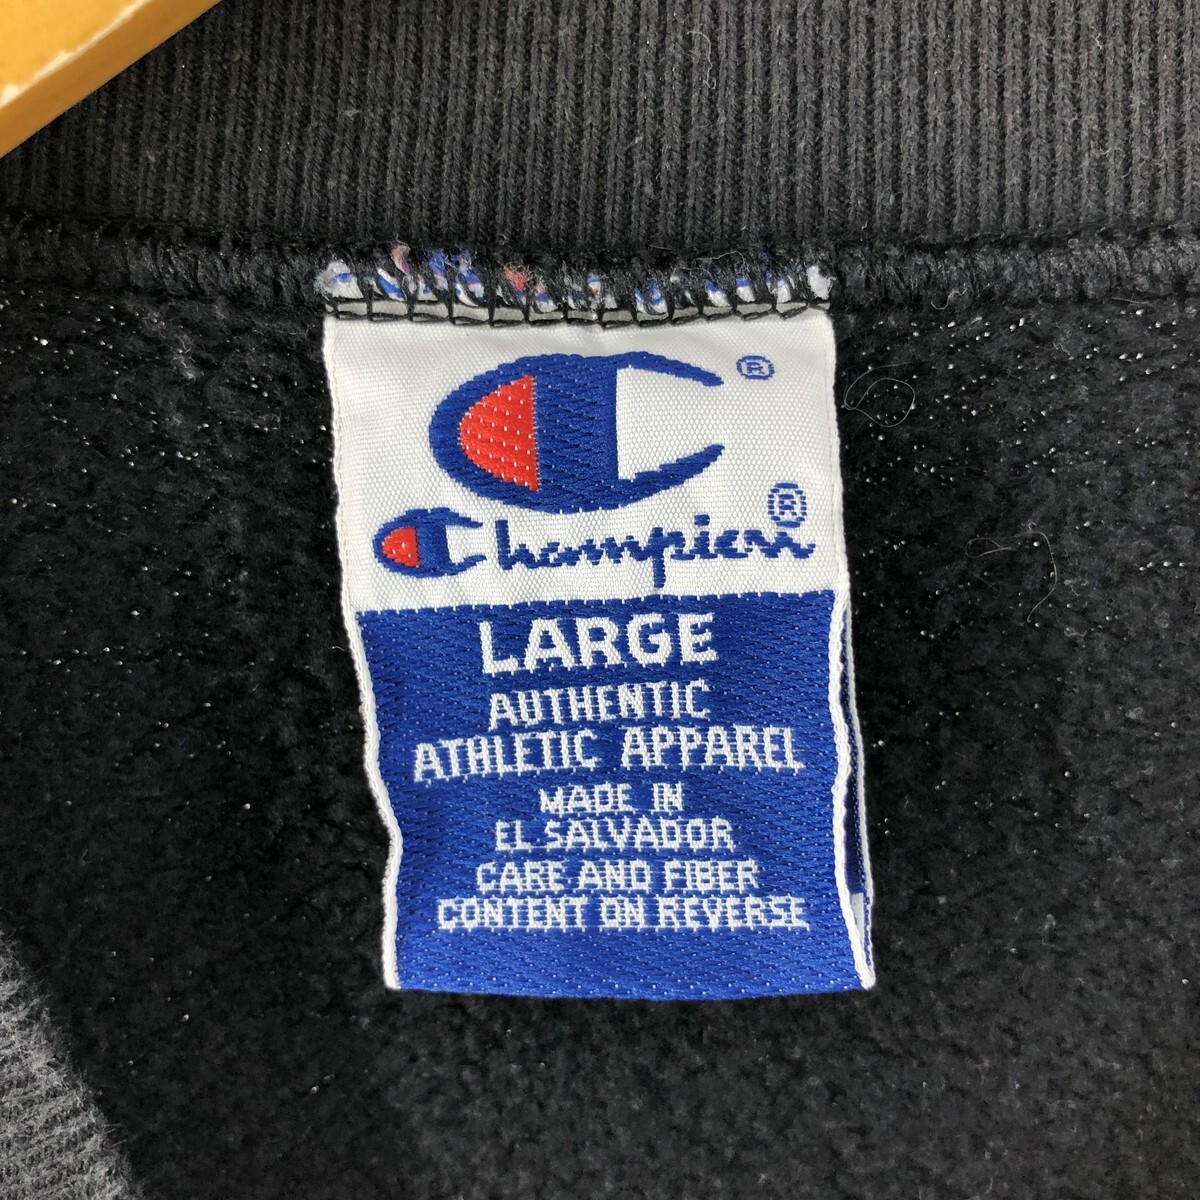 C®
Champion®
LARGE
AUTHENTIC
ATHLETIC APPAREL
MADE IN
EL SALVADOR
CARE AND FIBER
CONTENT ON REVERSE